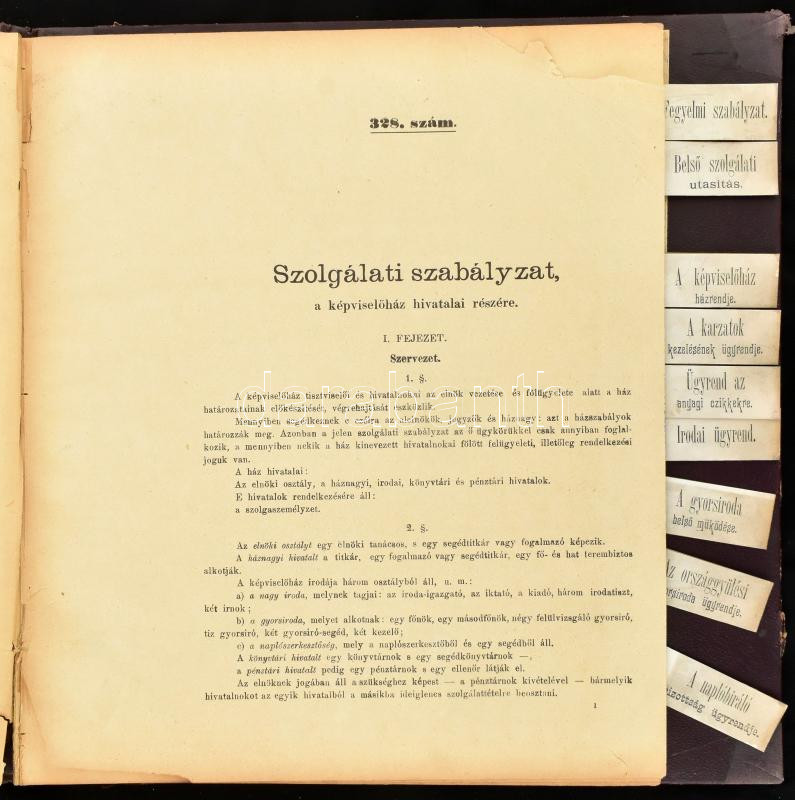 328. szám.
Szolgálati szabályzat,
a képviselőház hivatalai részére.
I. FEJEZET.
Szervezet.
1. §.
A képviselőház tisztviselői és hivatalnokai az elnök vezetése és fölügyelete alatt a ház
határozatainak előkészítését, végrehajtását eszközlik.
Mennyiben segédkeznek e czélra az alelnökök, jegyzők és háznagy: azt a házszabályok
határozzák meg. Azonban a jelen szolgálati szabályzat az ő ügykörükkel csak annyiban foglal-
kozik, a mennyiben nekik a ház kinevezett hivatalnokai fölött felügyeleti, illetőleg rendelkezési
joguk van.
A ház hivatalai:
Az elnöki osztály, a háznagyi, irodai, könyvtári és pénztári hivatalok.
E hivatalok rendelkezésére áll:
a szolgaszemélyzet.
2. §.
Az elnöki osztályt egy elnöki tanácsos, s egy segédtitkár vagy fogalmazó képezik.
A háznagyi hivatalt a titkár, egy fogalmazó vagy segédtitkár, egy fő- és hat terembiztos
alkotják.
A képviselőház irodája három osztályból áll, u. m.:
a) a nagy iroda, melynek tagjai: az iroda-igazgató, az iktató, a kiadó, három irodatiszt,
két irnok;
b) a gyorsiroda, melyet alkotnak: egy főnök, egy másodfőnök, négy felülvizsgáló gyorsiró,
tiz gyorsiró, két gyorsiró-segéd, két kezelő;
c) a naplószerkesztőség, mely a naplószerkesztőből és egy segédből áll.
A könyvtári hivatalt egy könyvtárnok s egy segédkönyvtárnok —,
a pénztári hivatalt pedig egy pénztárnok s egy ellenőr látják el.
Az elnöknek jogában áll a szükséghez képest — a pénztárnok kivételével — bármelyik
hivatalnokot az egyik hivatalból a másikba ideiglenes szolgálattételre beosztani.
1
Fegyelmi szabályzat.
Belső szolgálati
utasítás.
A képviselőház
házrendje.
A karzatok
kezelésének ügyrendje.
Ügyrend az
anyagi czikkekre.
Irodai ügyrend.
A gyorsiroda
belső működése.
Az országgyülési
gyorsiroda ügyrendje.
A naplóbiráló
bizottság ügyrendje.
darabanth